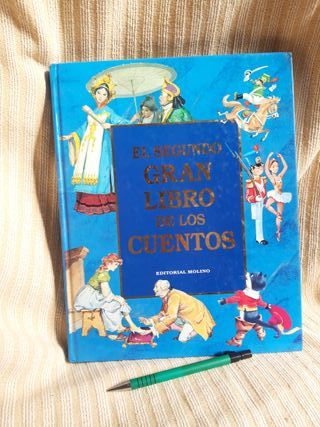 EL SEGUNDO
GRAN
LIBRO
DE LOS
CUENTOS
EDITORIAL MOLINO